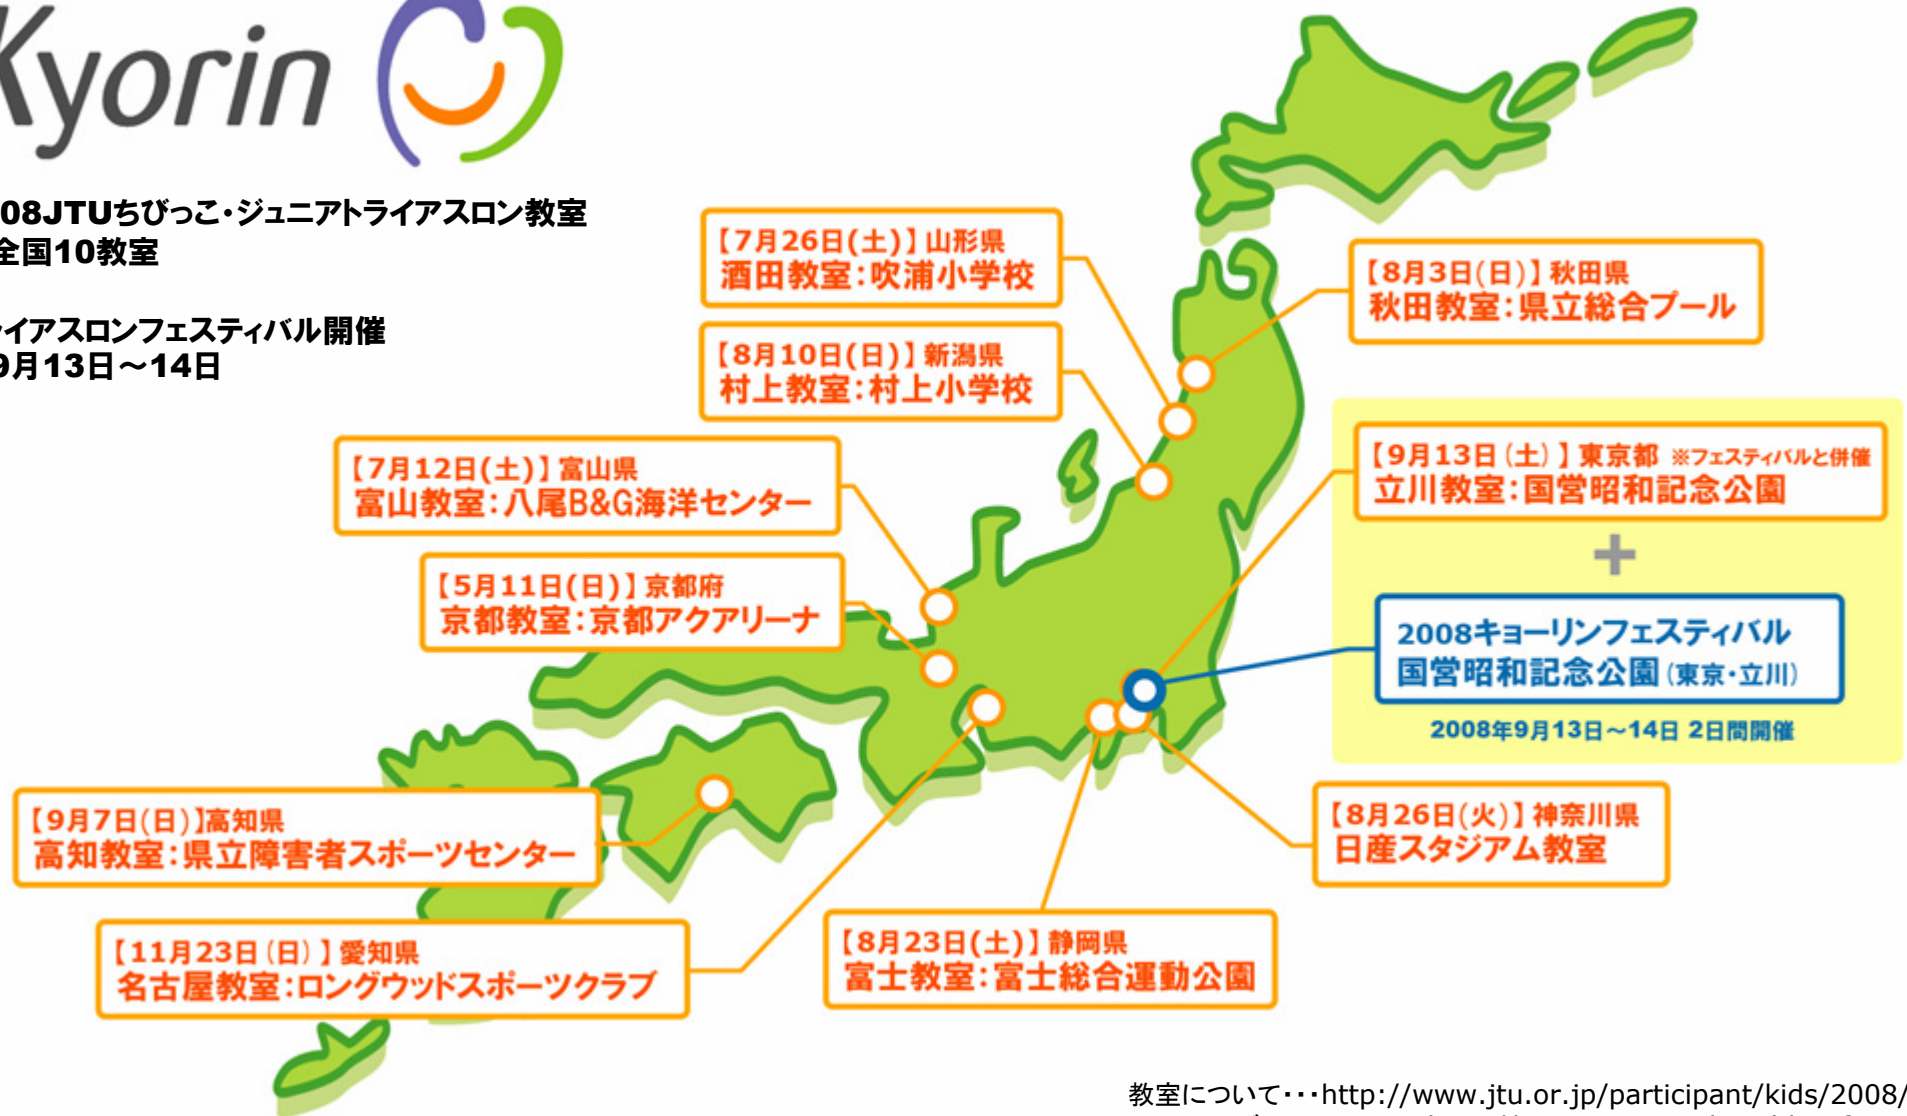 Kyorin
08JTUちびっこ・ジュニアトライアスロン教室
全国10教室
イアスロンフェスティバル開催
9月13日～14日
【7月26日(土)】山形県
酒田教室：吹浦小学校
【8月3日(日)】秋田県
秋田教室：県立総合プール
【8月10日(日)】新潟県
村上教室：村上小学校
【9月13日(土)】東京都 ※フェスティバルと併催
立川教室：国営昭和記念公園
+
2008キョーリンフェスティバル
国営昭和記念公園(東京・立川)
2008年9月13日～14日 2日間開催
【7月12日(土)】富山県
富山教室：八尾B&G海洋センター
【5月11日(日)】京都府
京都教室：京都アクアリーナ
【9月7日(日)】高知県
高知教室：県立障害者スポーツセンター
【8月26日(火)】神奈川県
日産スタジアム教室
【11月23日(日)】愛知県
名古屋教室：ロングウッドスポーツクラブ
【8月23日(土)】静岡県
富士教室：富士総合運動公園
教室について・・・http://www.jtu.or.jp/participant/kids/2008/